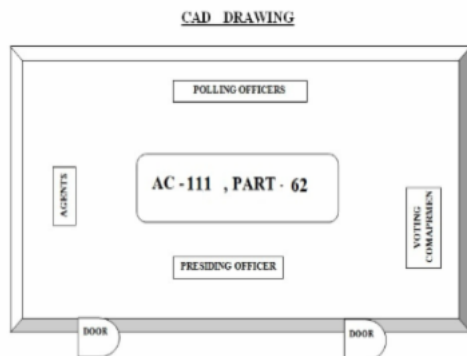 CAD DRAWING
POLLING OFFICERS
AGENTS
AC -111 , PART - 62
VOTING
COMAPRMEN
PRESIDING OFFICER
DOOR
DOOR